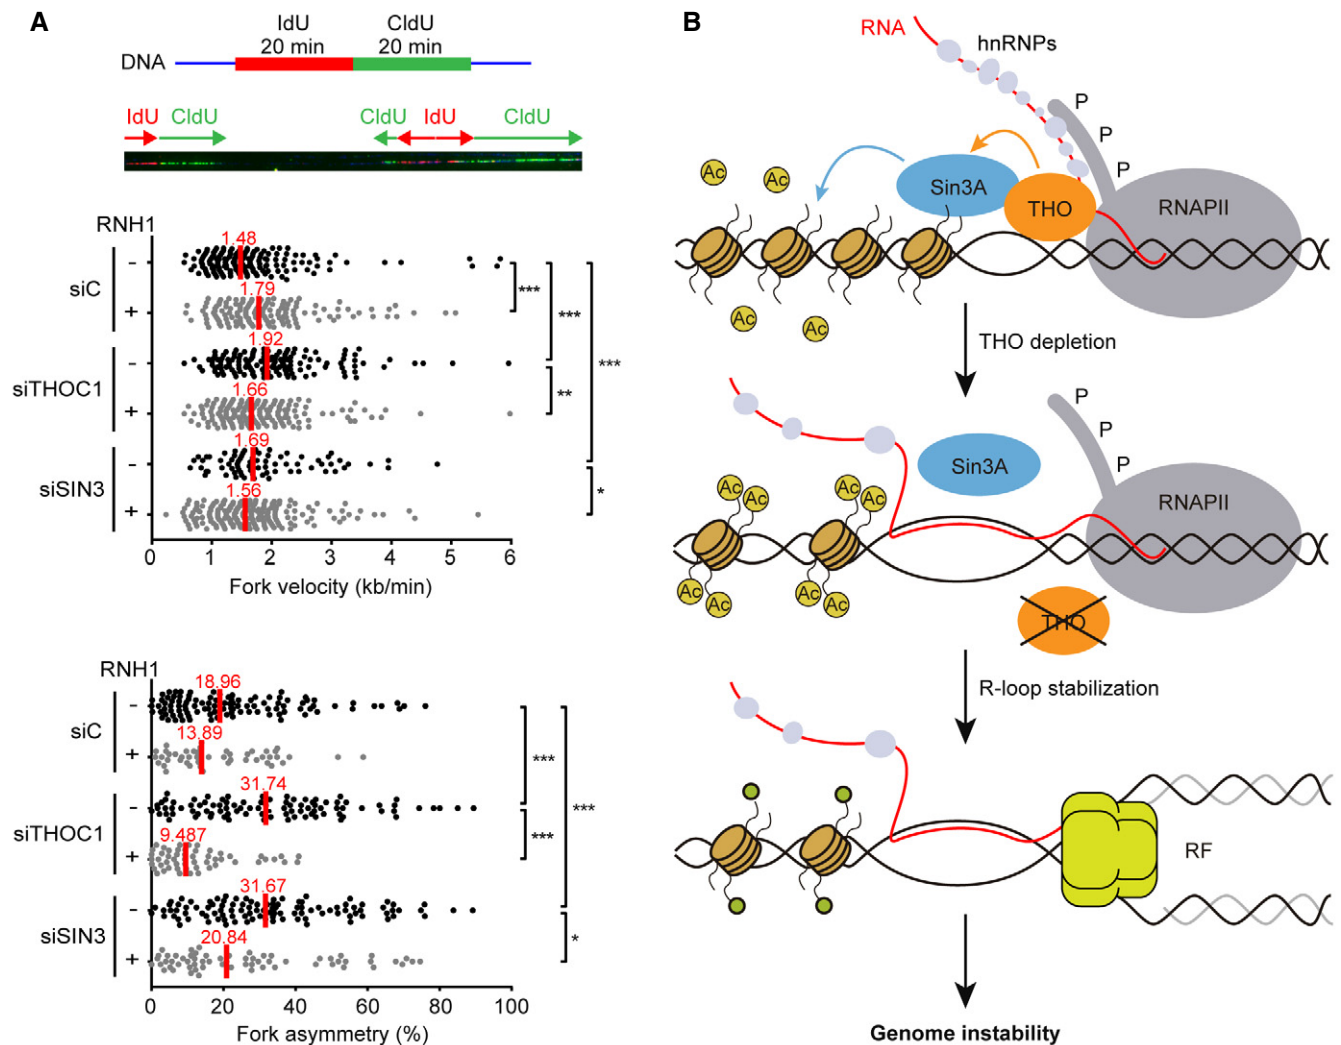 A
IdU
20 min
CldU
20 min
DNA
IdU
CldU
CldU
IdU
CldU
RNH1
siC
-
1.48
+
1.79
siTHOC1
-
1.92
+
1.66
siSIN3
-
1.69
+
1.56
***
***
***
**
*
0 1 2 3 4 5 6
Fork velocity (kb/min)
RNH1
siC
-
18.96
+
13.89
siTHOC1
-
31.74
+
9.487
siSIN3
-
31.67
+
20.84
***
***
***
*
0 20 40 60 80 100
Fork asymmetry (%)
B
RNA
hnRNPs
P
P
P
Ac
Ac
Sin3A
THO
RNAPII
Ac
Ac
THO depletion
P
P
P
Sin3A
RNAPII
Ac
Ac
Ac
Ac
Ac
Ac
Ac
Ac
THO
R-loop stabilization
RF
Genome instability